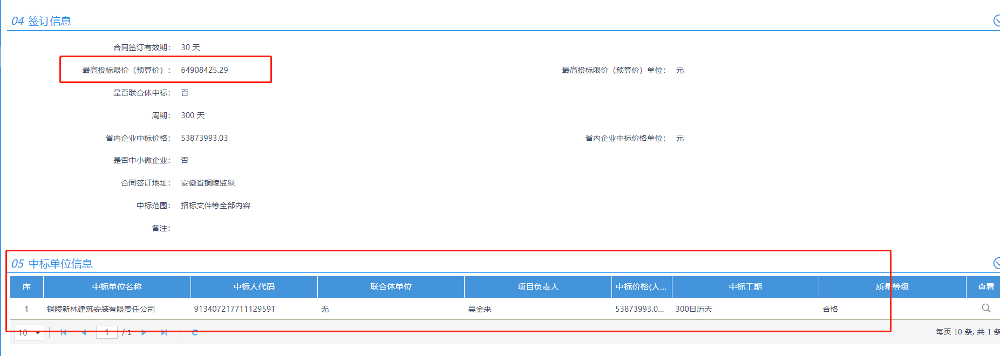 04 签订信息
合同签订有效期： 30 天
最高投标限价（预算价）： 64908425.29 最高投标限价（预算价）单位： 元
是否联合体中标： 否
周期： 300 天
省内企业中标价格： 53873993.03 省内企业中标价格单位： 元
是否中小微企业： 否
合同签订地址： 安徽省铜陵监狱
中标范围： 招标文件等全部内容
备注：
05 中标单位信息
序 中标单位名称 中标人代码 联合体单位 项目负责人 中标价格(人... 中标工期 质量等级 查看
1 铜陵新林建筑安装有限责任公司 91340721771112959T 无 吴金来 53873993.0... 300日历天 合格
10 1 / 1 每页 10 条, 共 1 条